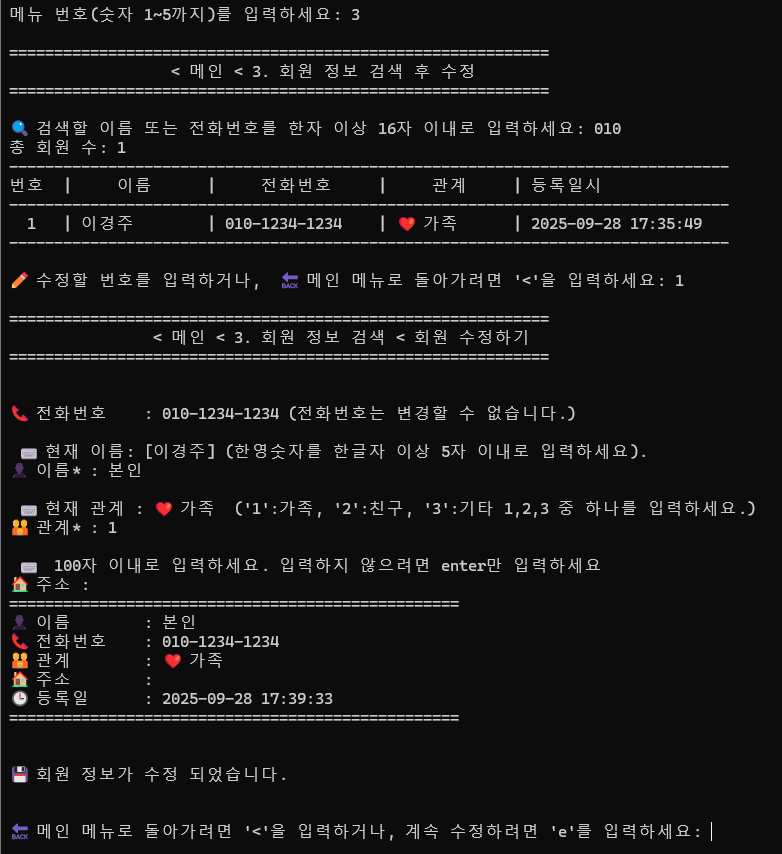 메뉴 번호(숫자 1~5까지)를 입력하세요: 3
============================================================
< 메인 < 3. 회원 정보 검색 후 수정
============================================================
🔍 검색할 이름 또는 전화번호를 한자 이상 16자 이내로 입력하세요: 010
총 회원 수: 1
--------------------------------------------------------------------------------
번호 | 이름 | 전화번호 | 관계 | 등록일시
--------------------------------------------------------------------------------
1 | 이경주 | 010-1234-1234 | ❤️ 가족 | 2025-09-28 17:35:49
--------------------------------------------------------------------------------
✏️ 수정할 번호를 입력하거나, 🔙 메인 메뉴로 돌아가려면 '<'을 입력하세요: 1
============================================================
< 메인 < 3. 회원 정보 검색 < 회원 수정하기
============================================================
📞 전화번호 : 010-1234-1234 (전화번호는 변경할 수 없습니다.)
⌨️ 현재 이름: [이경주] (한영숫자를 한글자 이상 5자 이내로 입력하세요).
👤 이름* : 본인
⌨️ 현재 관계 : ❤️ 가족 ('1':가족, '2':친구, '3':기타 1,2,3 중 하나를 입력하세요.)
👥 관계* : 1
⌨️ 100자 이내로 입력하세요. 입력하지 않으려면 enter만 입력하세요
🏠 주소 :
==================================================
👤 이름 : 본인
📞 전화번호 : 010-1234-1234
👥 관계 : ❤️ 가족
🏠 주소 :
🕒 등록일 : 2025-09-28 17:39:33
==================================================
💾 회원 정보가 수정 되었습니다.
🔙 메인 메뉴로 돌아가려면 '<'을 입력하거나, 계속 수정하려면 'e'를 입력하세요: